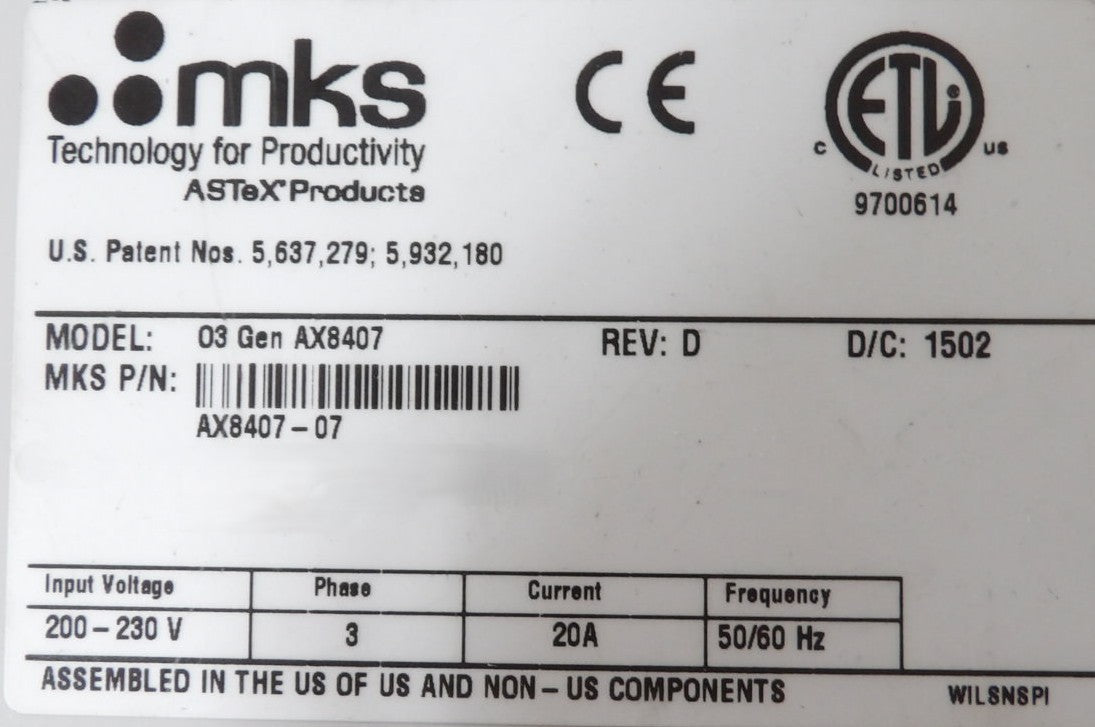 mks
Technology for Productivity
ASTeX® Products
CE
ETL
C LISTED US
9700614
U.S. Patent Nos. 5,637,279; 5,932,180
MODEL: O3 Gen AX8407 REV: D D/C: 1502
MKS P/N:
AX8407-07
Input Voltage Phase Current Frequency
200-230 V 3 20A 50/60 Hz
ASSEMBLED IN THE US OF US AND NON-US COMPONENTS WILSNSPI